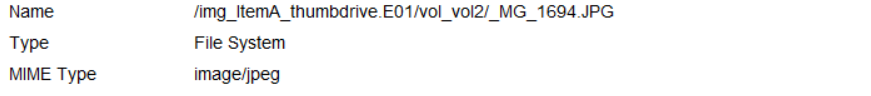 Name /img_ItemA_thumbdrive.E01/vol_vol2/_MG_1694.JPG
Type File System
MIME Type image/jpeg